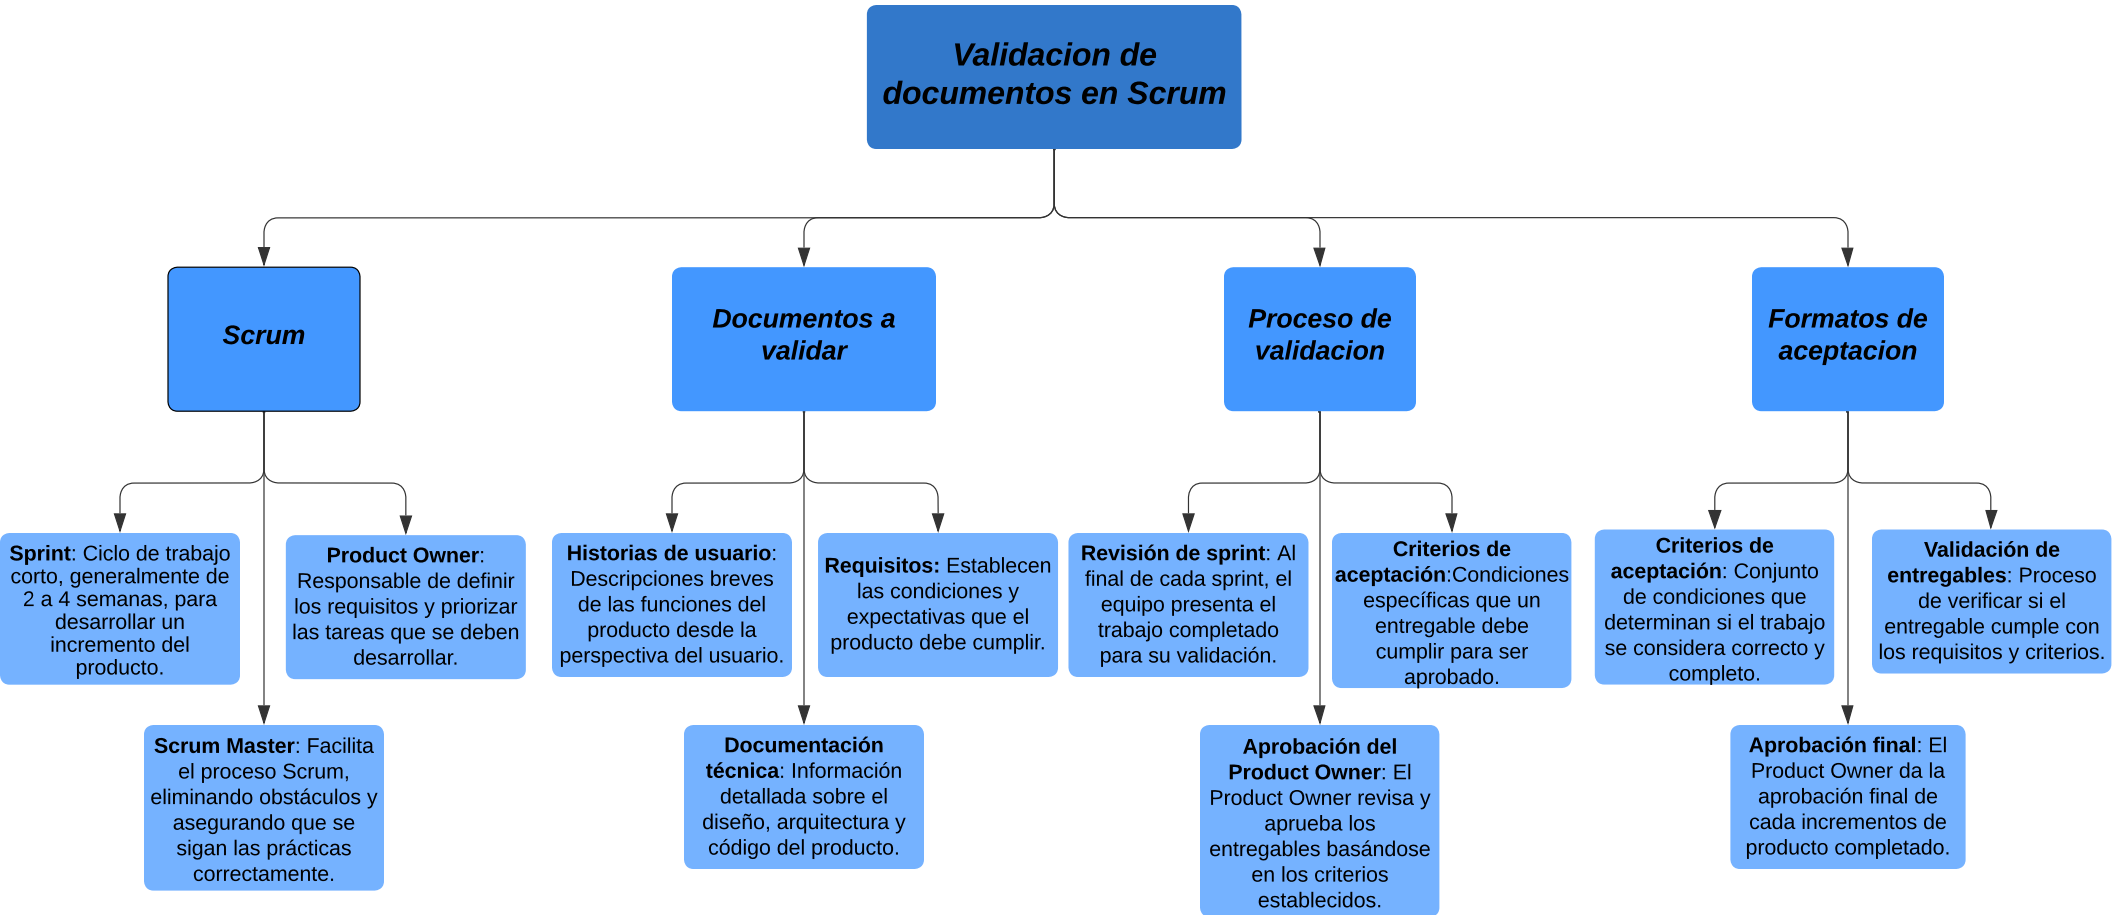 Validacion de
documentos en Scrum
Scrum
Documentos a
validar
Proceso de
validacion
Formatos de
aceptacion
Sprint: Ciclo de trabajo
corto, generalmente de
2 a 4 semanas, para
desarrollar un
incremento del
producto.
Product Owner:
Responsable de definir
los requisitos y priorizar
las tareas que se deben
desarrollar.
Scrum Master: Facilita
el proceso Scrum,
eliminando obstáculos y
asegurando que se
sigan las prácticas
correctamente.
Historias de usuario:
Descripciones breves
de las funciones del
producto desde la
perspectiva del usuario.
Requisitos: Establecen
las condiciones y
expectativas que el
producto debe cumplir.
Documentación
técnica: Información
detallada sobre el
diseño, arquitectura y
código del producto.
Revisión de sprint: Al
final de cada sprint, el
equipo presenta el
trabajo completado
para su validación.
Criterios de
aceptación:Condiciones
específicas que un
entregable debe
cumplir para ser
aprobado.
Aprobación del
Product Owner: El
Product Owner revisa y
aprueba los
entregables basándose
en los criterios
establecidos.
Criterios de
aceptación: Conjunto
de condiciones que
determinan si el trabajo
se considera correcto y
completo.
Validación de
entregables: Proceso
de verificar si el
entregable cumple con
los requisitos y criterios.
Aprobación final: El
Product Owner da la
aprobación final de
cada incrementos de
producto completado.